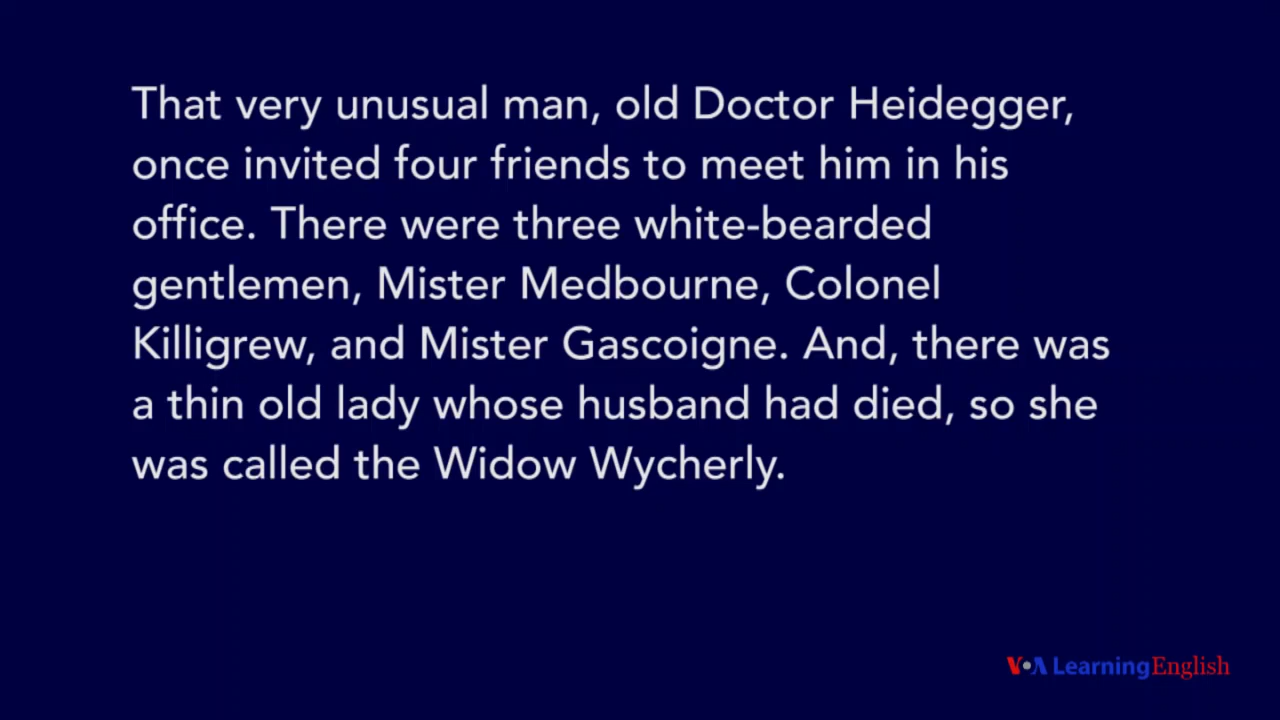 That very unusual man, old Doctor Heidegger,
once invited four friends to meet him in his
office. There were three white-bearded
gentlemen, Mister Medbourne, Colonel
Killigrew, and Mister Gascoigne. And, there was
a thin old lady whose husband had died, so she
was called the Widow Wycherly.
VOA Learning English